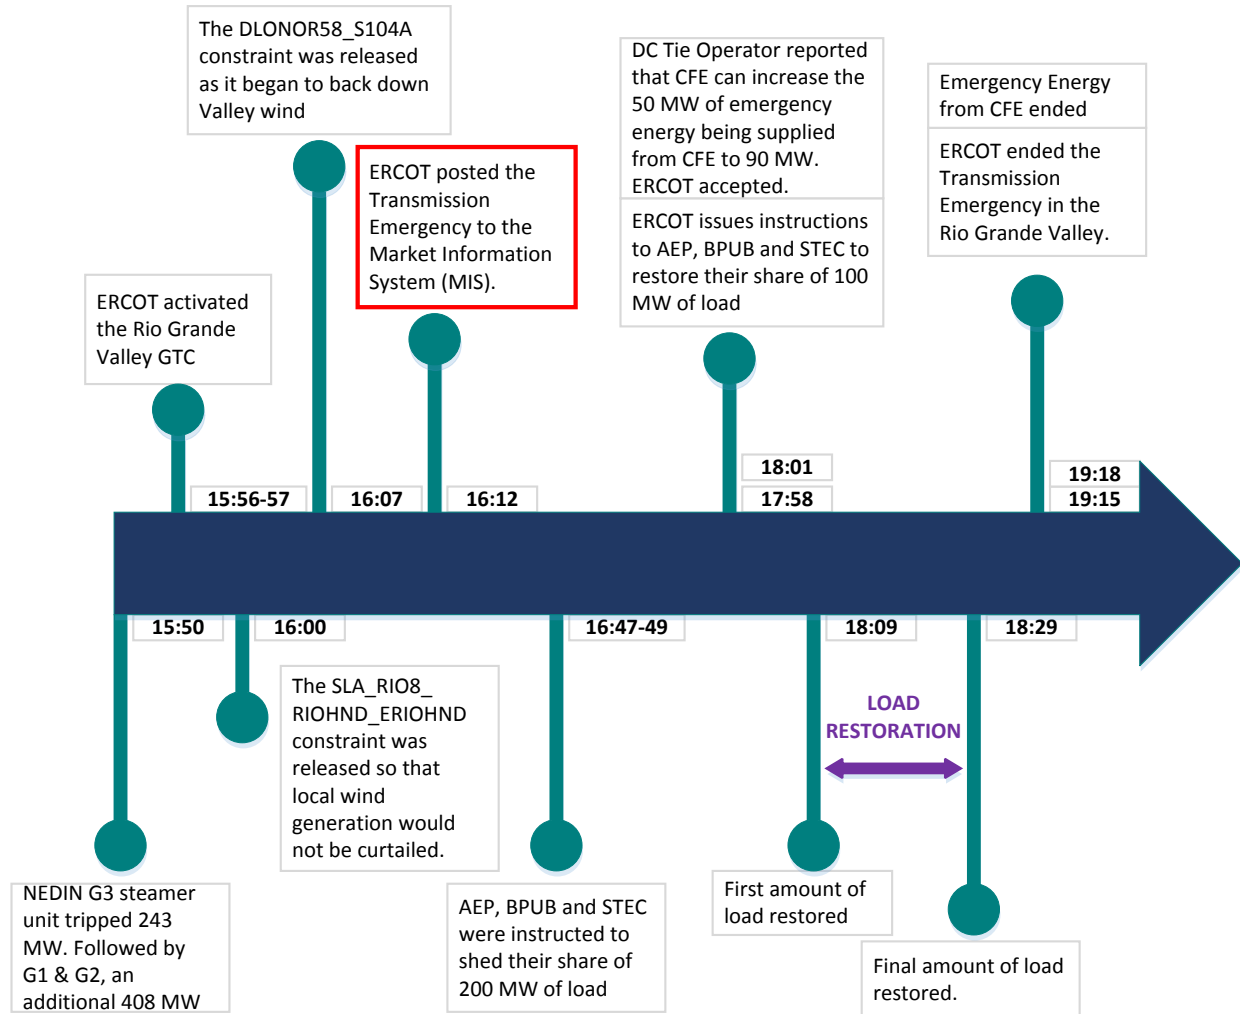 The DLONOR58_S104A
constraint was released
as it began to back down
Valley wind
DC Tie Operator reported
that CFE can increase the
50 MW of emergency
energy being supplied
from CFE to 90 MW.
ERCOT accepted.
ERCOT issues instructions
to AEP, BPUB and STEC to
restore their share of 100
MW of load
Emergency Energy
from CFE ended
ERCOT ended the
Transmission
Emergency in the
Rio Grande Valley.
ERCOT posted the
Transmission
Emergency to the
Market Information
System (MIS).
ERCOT activated
the Rio Grande
Valley GTC
15:56-57
16:07
16:12
18:01
17:58
19:18
19:15
15:50
16:00
16:47-49
18:09
18:29
The SLA_RIO8_
RIOHND_ERIOHND
constraint was
released so that
local wind
generation would
not be curtailed.
LOAD
RESTORATION
NEDIN G3 steamer
unit tripped 243
MW. Followed by
G1 & G2, an
additional 408 MW
AEP, BPUB and STEC
were instructed to
shed their share of
200 MW of load
First amount of
load restored
Final amount of load
restored.